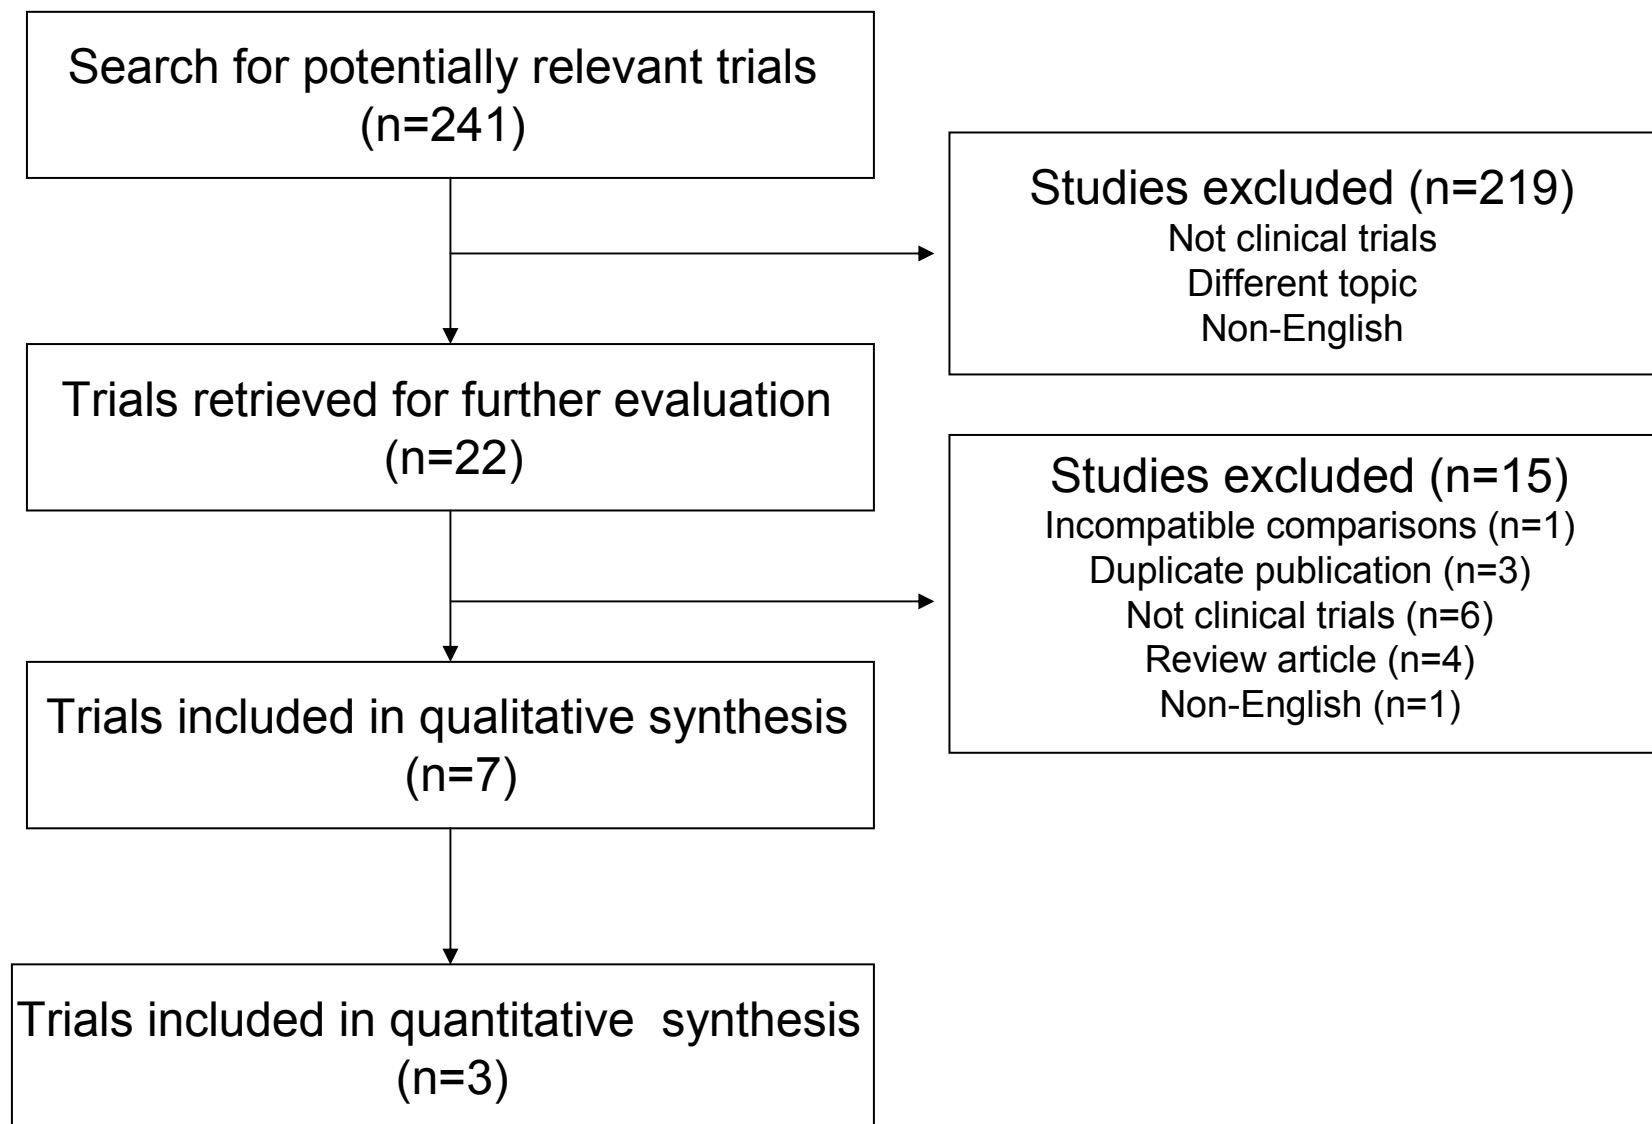 Search for potentially relevant trials
(n=241)
Studies excluded (n=219)
Not clinical trials
Different topic
Non-English
Trials retrieved for further evaluation
(n=22)
Studies excluded (n=15)
Incompatible comparisons (n=1)
Duplicate publication (n=3)
Not clinical trials (n=6)
Review article (n=4)
Non-English (n=1)
Trials included in qualitative synthesis
(n=7)
Trials included in quantitative  synthesis
(n=3)